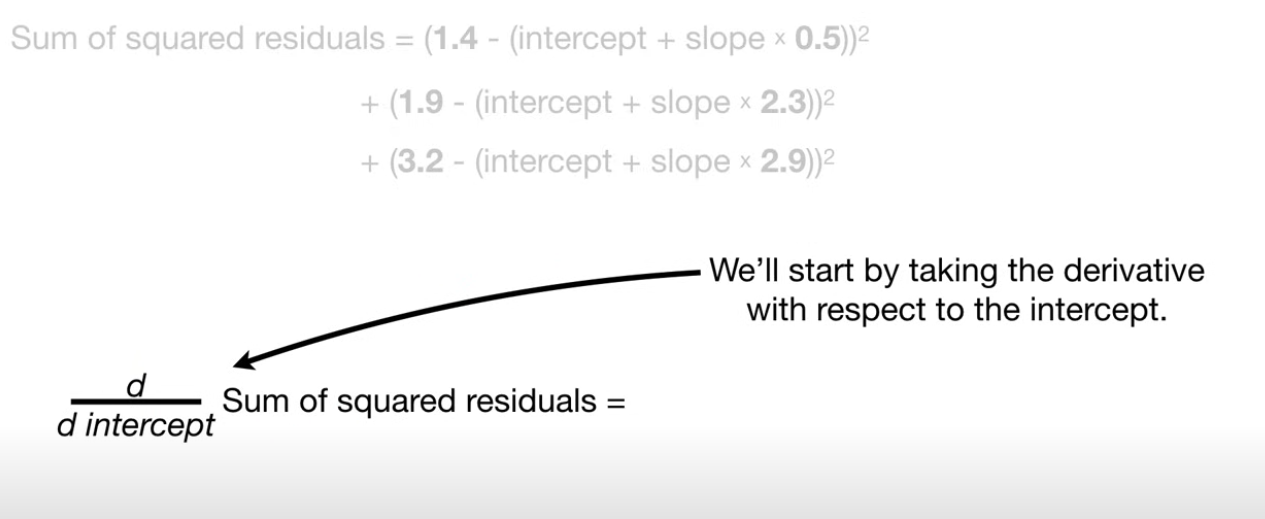 Sum of squared residuals = (1.4 - (intercept + slope × 0.5))²
+ (1.9 - (intercept + slope × 2.3))²
+ (3.2 - (intercept + slope × 2.9))²
We'll start by taking the derivative
with respect to the intercept.
d
d intercept
Sum of squared residuals =